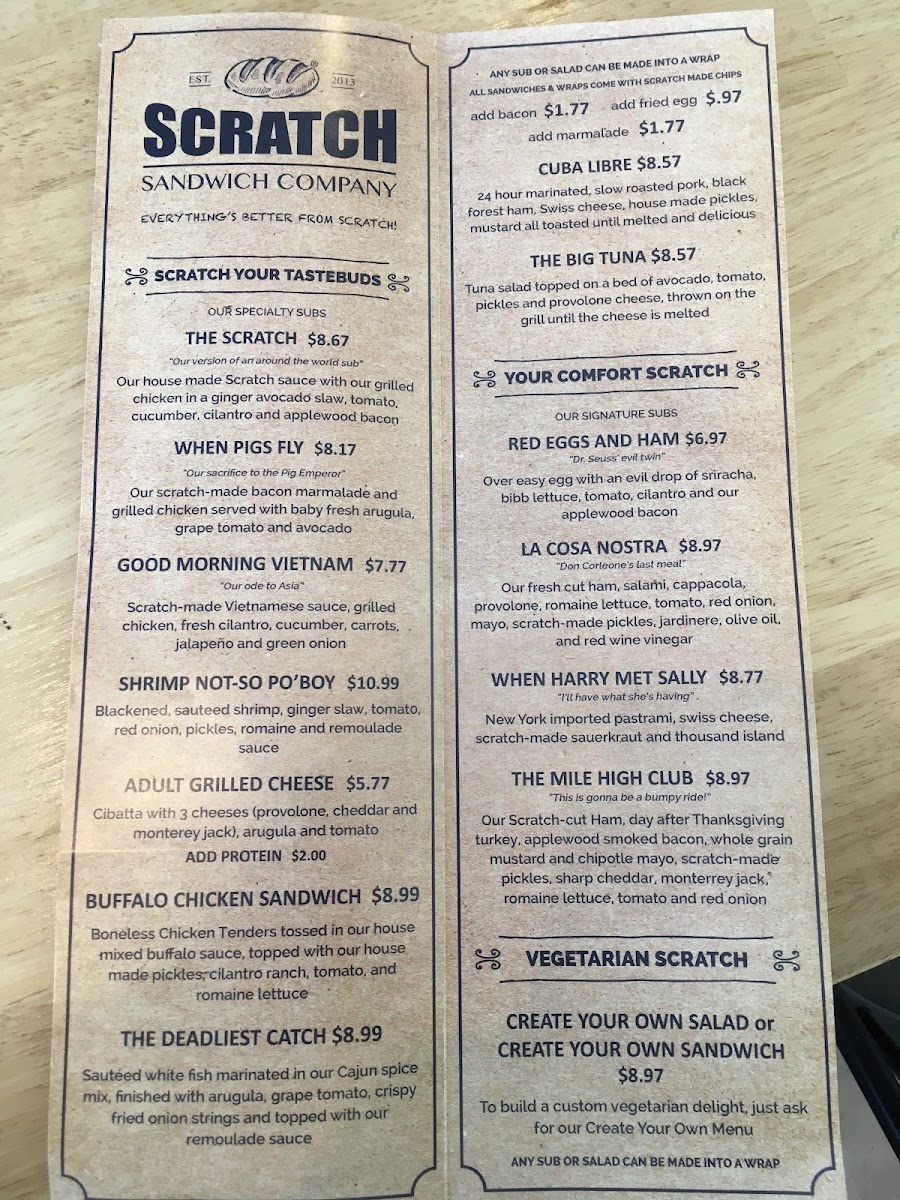 EST. 2013
®
SCRATCH
SANDWICH COMPANY
EVERYTHING'S BETTER FROM SCRATCH!
SCRATCH YOUR TASTEBUDS
OUR SPECIALTY SUBS
THE SCRATCH $8.67
"Our version of an around the world sub"
Our house made Scratch sauce with our grilled
chicken in a ginger avocado slaw, tomato,
cucumber, cilantro and applewood bacon
WHEN PIGS FLY $8.17
"Our sacrifice to the Pig Emperor"
Our scratch-made bacon marmalade and
grilled chicken served with baby fresh arugula,
grape tomato and avocado
GOOD MORNING VIETNAM $7.77
"Our ode to Asia"
Scratch-made Vietnamese sauce, grilled
chicken, fresh cilantro, cucumber, carrots,
jalapeño and green onion
SHRIMP NOT-SO PO'BOY $10.99
Blackened, sauteed shrimp, ginger slaw, tomato,
red onion, pickles, romaine and remoulade
sauce
ADULT GRILLED CHEESE $5.77
Cibatta with 3 cheeses (provolone, cheddar and
monterey jack), arugula and tomato
ADD PROTEIN $2.00
BUFFALO CHICKEN SANDWICH $8.99
Boneless Chicken Tenders tossed in our house
mixed buffalo sauce, topped with our house
made pickles, cilantro ranch, tomato, and
romaine lettuce
THE DEADLIEST CATCH $8.99
Sautéed white fish marinated in our Cajun spice
mix, finished with arugula, grape tomato, crispy
fried onion strings and topped with our
remoulade sauce
ANY SUB OR SALAD CAN BE MADE INTO A WRAP
ALL SANDWICHES & WRAPS COME WITH SCRATCH MADE CHIPS
add bacon $1.77 add fried egg $.97
add marmalade $1.77
CUBA LIBRE $8.57
24 hour marinated, slow roasted pork, black
forest ham, Swiss cheese, house made pickles,
mustard all toasted until melted and delicious
THE BIG TUNA $8.57
Tuna salad topped on a bed of avocado, tomato,
pickles and provolone cheese, thrown on the
grill until the cheese is melted
YOUR COMFORT SCRATCH
OUR SIGNATURE SUBS
RED EGGS AND HAM $6.97
"Dr. Seuss' evil twin"
Over easy egg with an evil drop of sriracha,
bibb lettuce, tomato, cilantro and our
applewood bacon
LA COSA NOSTRA $8.97
"Don Corleone's last meal"
Our fresh cut ham, salami, cappacola,
provolone, romaine lettuce, tomato, red onion,
mayo, scratch-made pickles, jardinere, olive oil,
and red wine vinegar
WHEN HARRY MET SALLY $8.77
"I'll have what she's having"
New York imported pastrami, swiss cheese,
scratch-made sauerkraut and thousand island
THE MILE HIGH CLUB $8.97
"This is gonna be a bumpy ride!"
Our Scratch-cut Ham, day after Thanksgiving
turkey, applewood smoked bacon, whole grain
mustard and chipotle mayo, scratch-made
pickles, sharp cheddar, monterrey jack,
romaine lettuce, tomato and red onion
VEGETARIAN SCRATCH
CREATE YOUR OWN SALAD or
CREATE YOUR OWN SANDWICH
$8.97
To build a custom vegetarian delight, just ask
for our Create Your Own Menu
ANY SUB OR SALAD CAN BE MADE INTO A WRAP